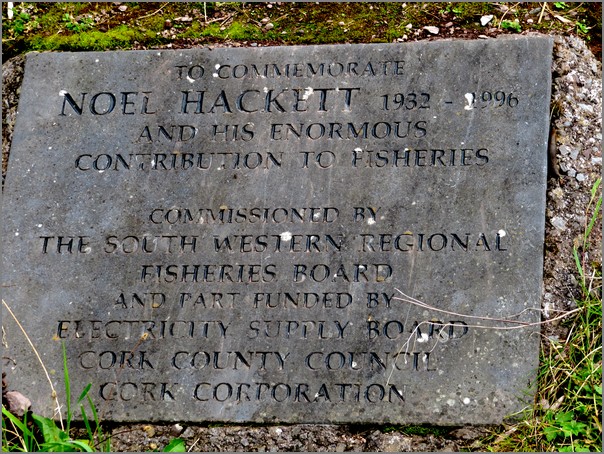 TO COMMEMORATE
NOEL HACKETT 1932 - 1996
AND HIS ENORMOUS
CONTRIBUTION TO FISHERIES
COMMISSIONED BY
THE SOUTH WESTERN REGIONAL
FISHERIES BOARD
AND PART FUNDED BY
ELECTRICITY SUPPLY BOARD
CORK COUNTY COUNCIL
CORK CORPORATION